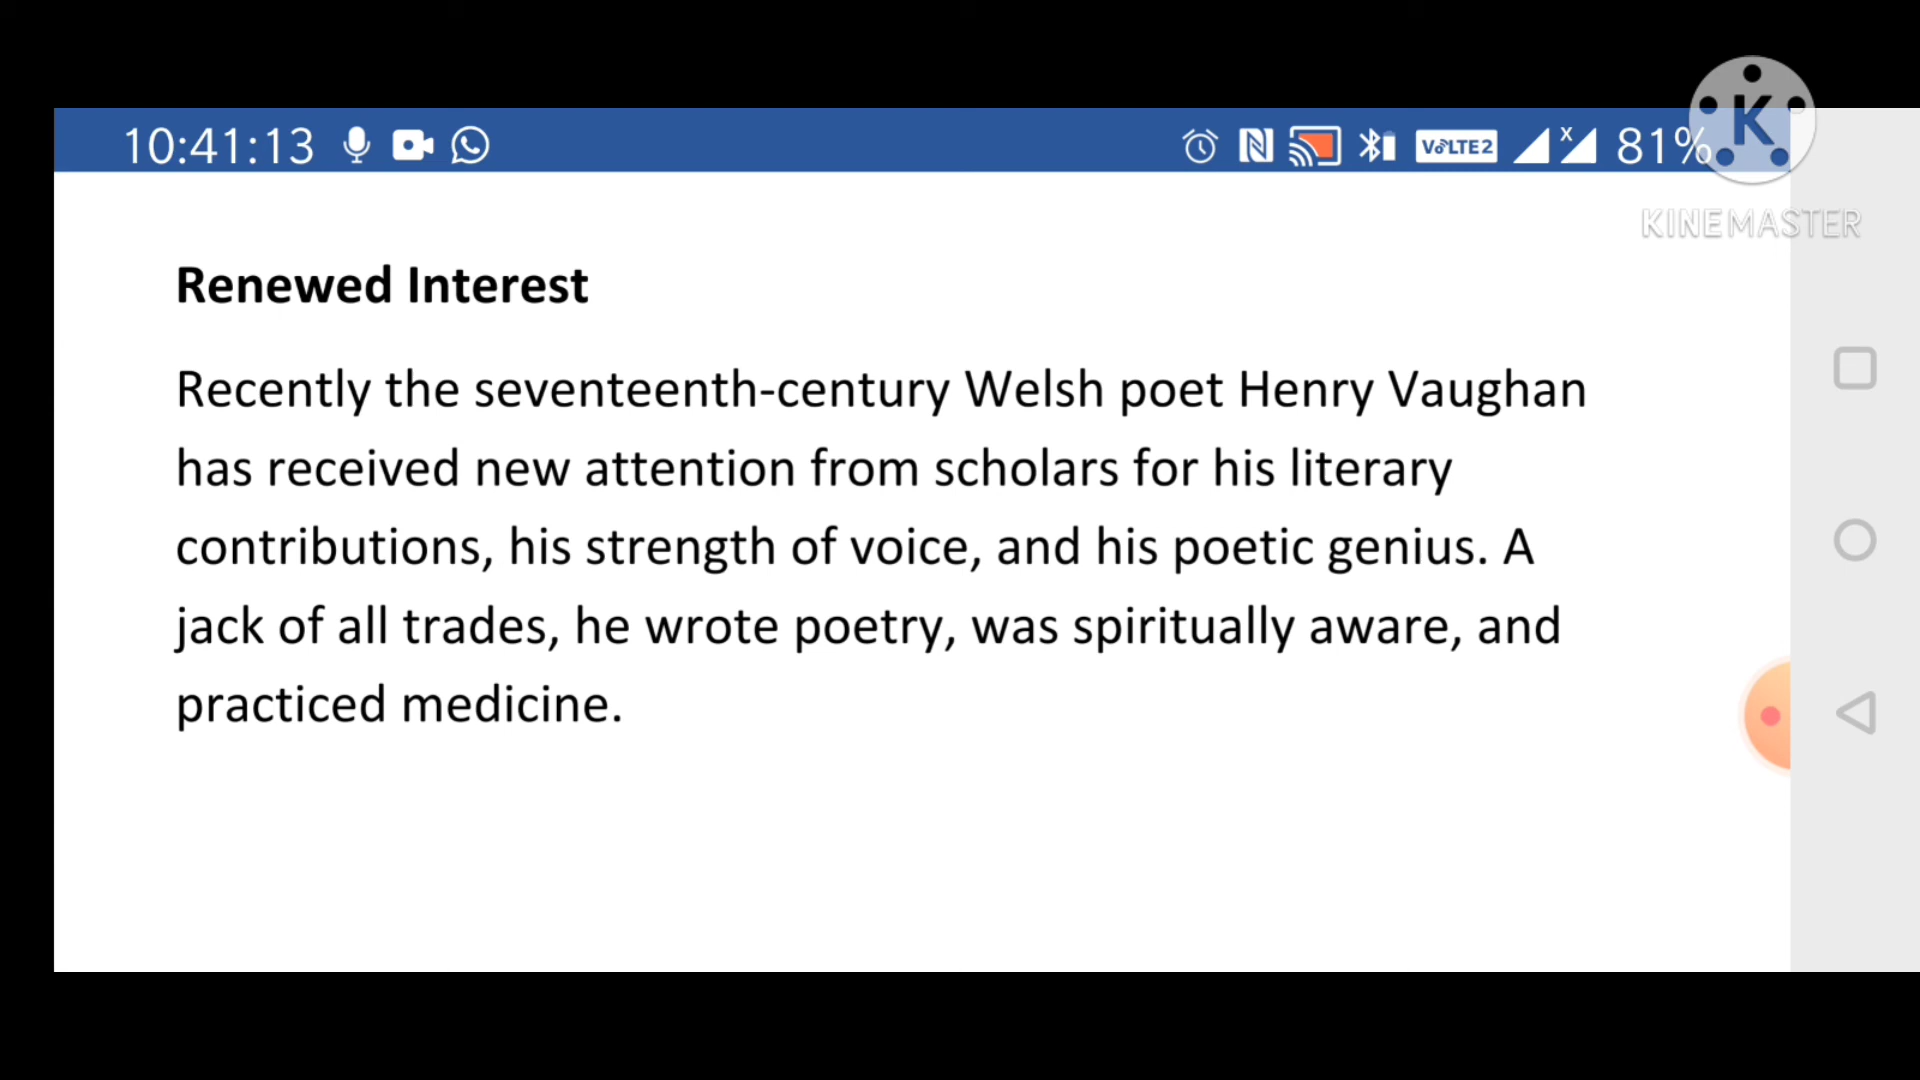 10:41:13
VoLTE2
x
81%
K
KINEMASTER
Renewed Interest
Recently the seventeenth-century Welsh poet Henry Vaughan
has received new attention from scholars for his literary
contributions, his strength of voice, and his poetic genius. A
jack of all trades, he wrote poetry, was spiritually aware, and
practiced medicine.